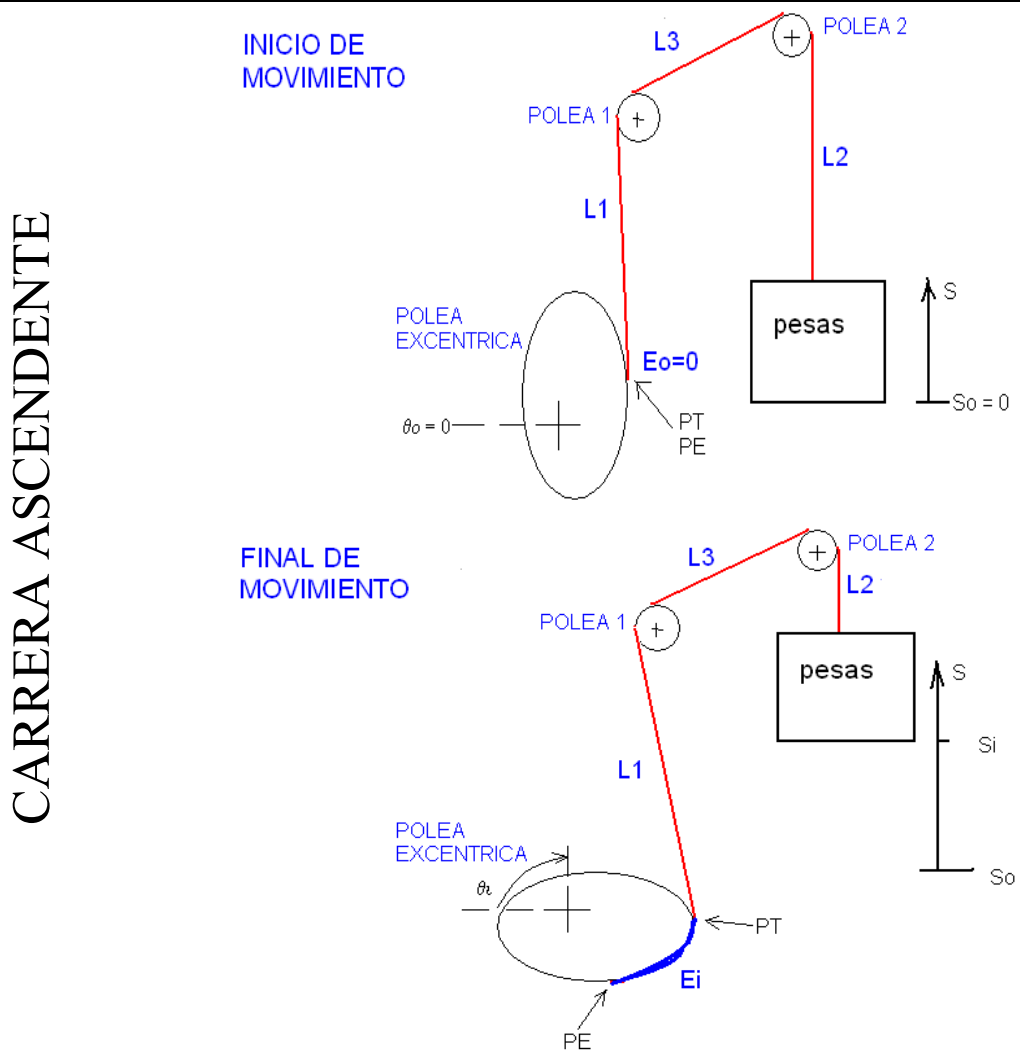 CARRERA ASCENDENTE
INICIO DE
MOVIMIENTO
L3
POLEA 2
POLEA 1
L2
L1
S
pesas
POLEA
EXCENTRICA
Eo=0
So = 0
θo = 0
PT
PE
FINAL DE
MOVIMIENTO
L3
POLEA 2
L2
POLEA 1
pesas
S
Si
L1
POLEA
EXCENTRICA
θi
So
PT
Ei
PE